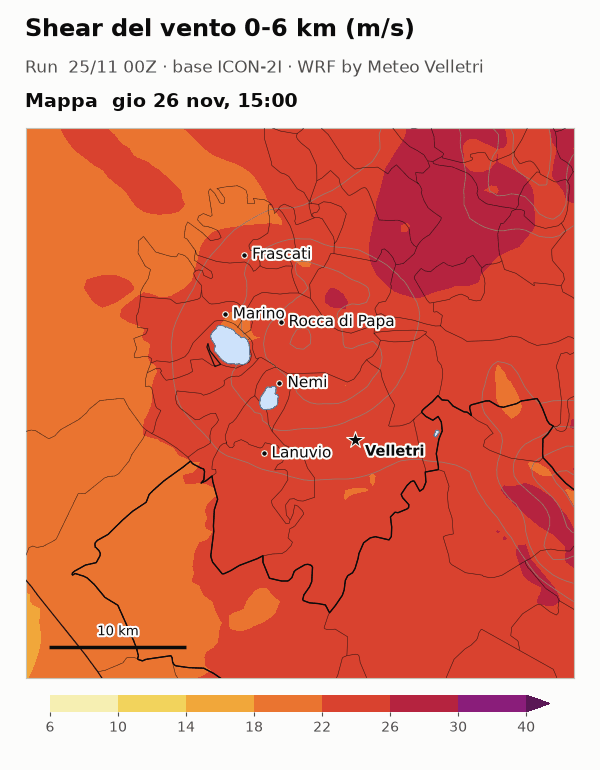 Shear del vento 0-6 km (m/s)
Run  25/11 00Z · base ICON-2I · WRF by Meteo Velletri
Mappa  gio 26 nov, 15:00
Frascati
Marino
Rocca di Papa
Nemi
Velletri
Lanuvio
10 km
6 10 14 18 22 26 30 40